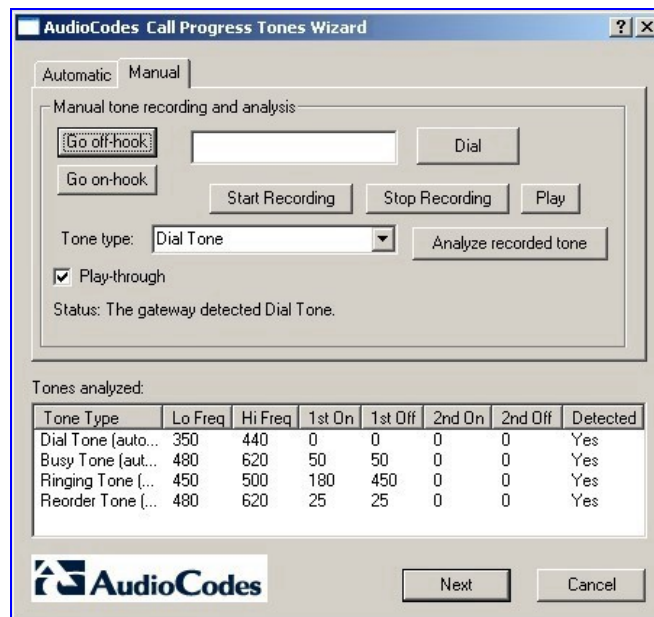 AudioCodes Call Progress Tones Wizard
Automatic Manual
Manual tone recording and analysis
Go off-hook Dial
Go on-hook
Start Recording Stop Recording Play
Tone type: Dial Tone Analyze recorded tone
Play-through
Status: The gateway detected Dial Tone.
Tones analyzed:
Tone Type Lo Freq Hi Freq 1st On 1st Off 2nd On 2nd Off Detected
Dial Tone (auto... 350 440 0 0 0 0 Yes
Busy Tone (aut... 480 620 50 50 0 0 Yes
Ringing Tone (... 450 500 180 450 0 0 Yes
Reorder Tone (... 480 620 25 25 0 0 Yes
AudioCodes Next Cancel